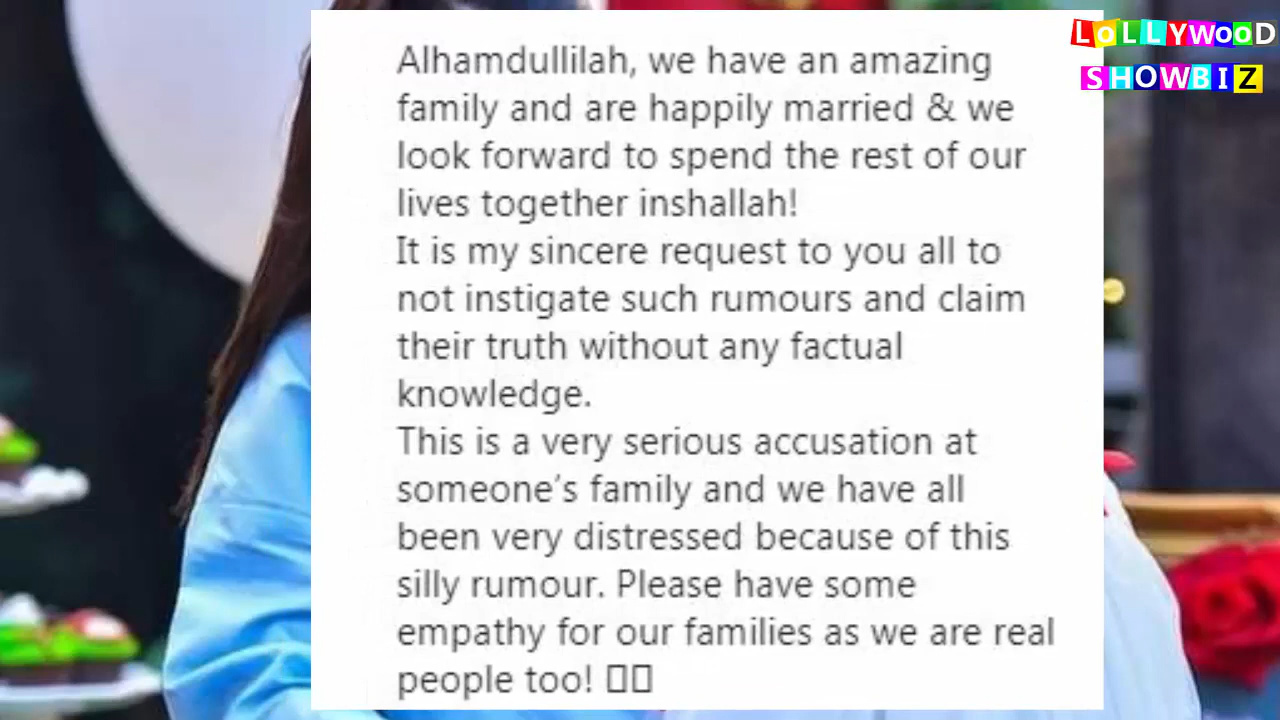 LOLLYWOOD
SHOWBIZ
Alhamdullilah, we have an amazing
family and are happily married & we
look forward to spend the rest of our
lives together inshallah!
It is my sincere request to you all to
not instigate such rumours and claim
their truth without any factual
knowledge.
This is a very serious accusation at
someone’s family and we have all
been very distressed because of this
silly rumour. Please have some
empathy for our families as we are real
people too!